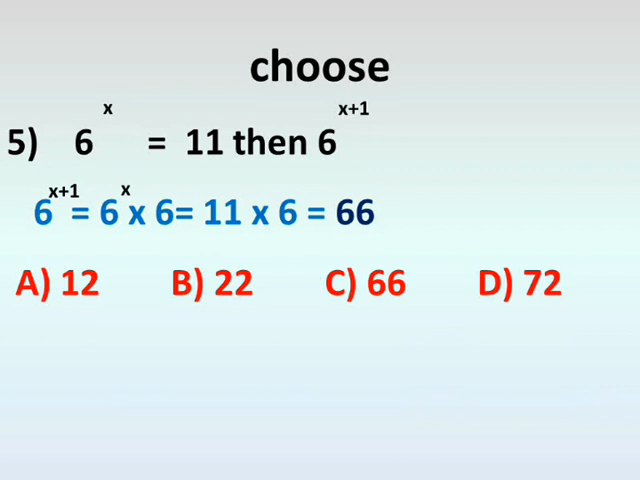 choose
5) 6^x = 11 then 6^x+1
6^x+1 = 6^x x 6= 11 x 6 = 66
A) 12 B) 22 C) 66 D) 72